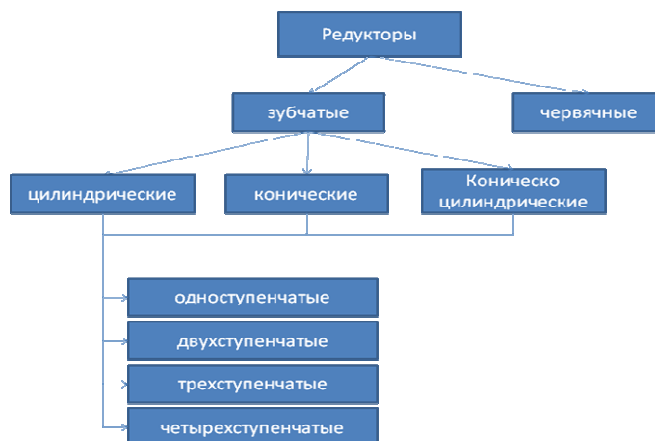 Редукторы
зубчатые
червячные
цилиндрические
конические
Коническо
цилиндрические
одноступенчатые
двухступенчатые
трехступенчатые
четырехступенчатые